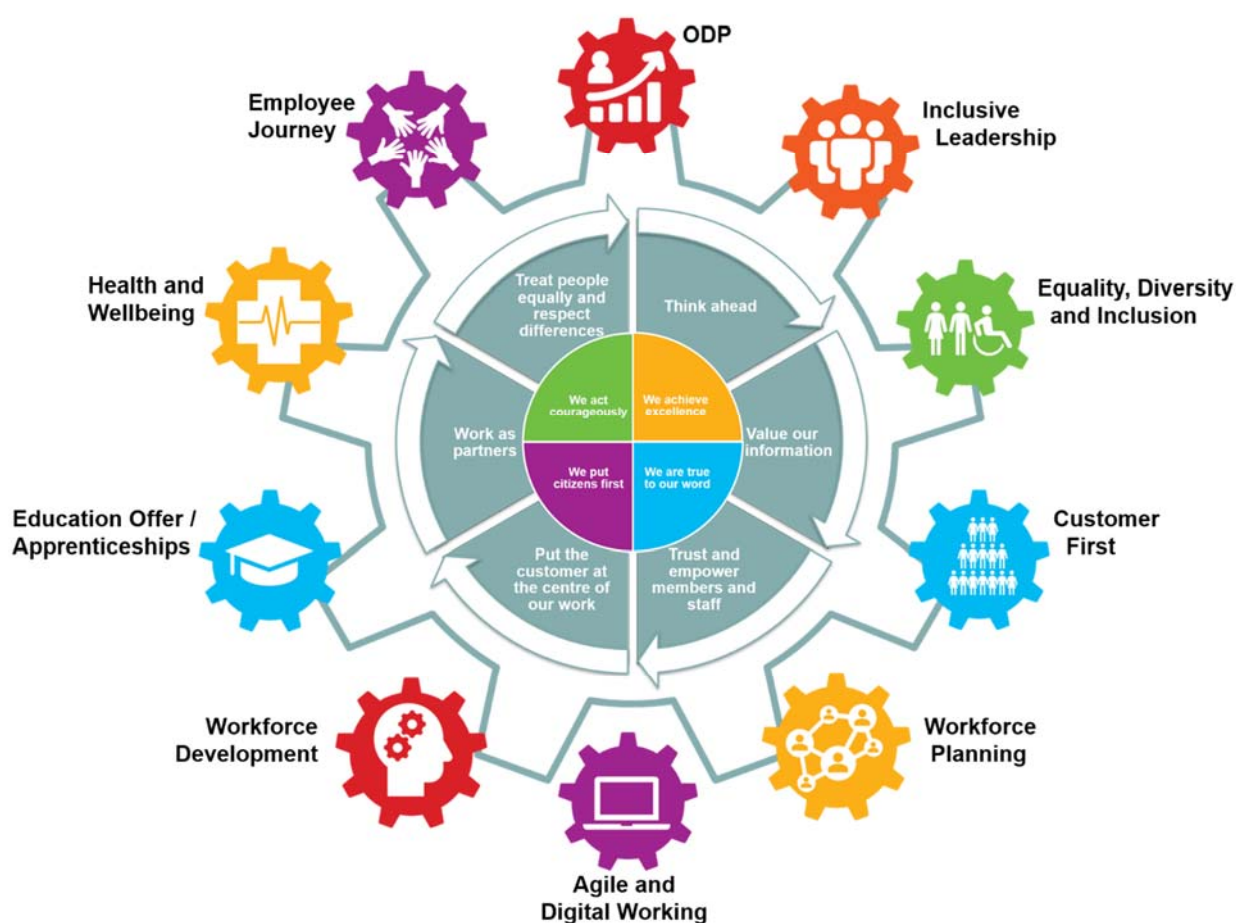 ODP
Inclusive
Leadership
Equality, Diversity
and Inclusion
Customer
First
Workforce
Planning
Agile and
Digital Working
Workforce
Development
Education Offer /
Apprenticeships
Health and
Wellbeing
Employee
Journey
Treat people
equally and
respect
differences
Think ahead
Value our
information
Trust and
empower
members and
staff
Put the
customer at
the centre of
our work
Work as
partners
We act
courageously
We achieve
excellence
We are true
to our word
We put
citizens first